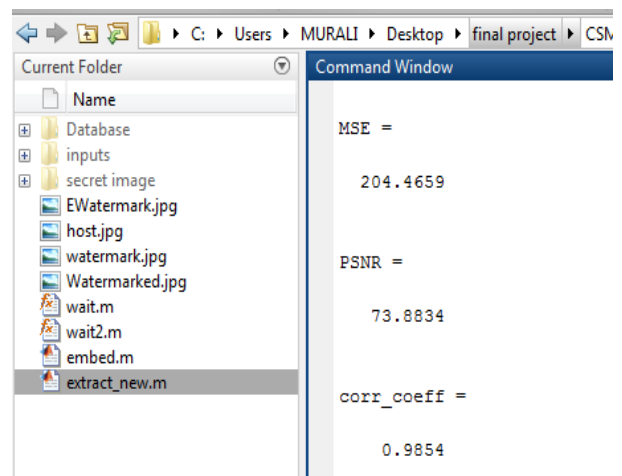 C: Users MURALI Desktop final project CSM
Current Folder
Name
Database
inputs
secret image
EWatermark.jpg
host.jpg
watermark.jpg
Watermarked.jpg
wait.m
wait2.m
embed.m
extract_new.m
Command Window
MSE =
204.4659
PSNR =
73.8834
corr_coeff =
0.9854